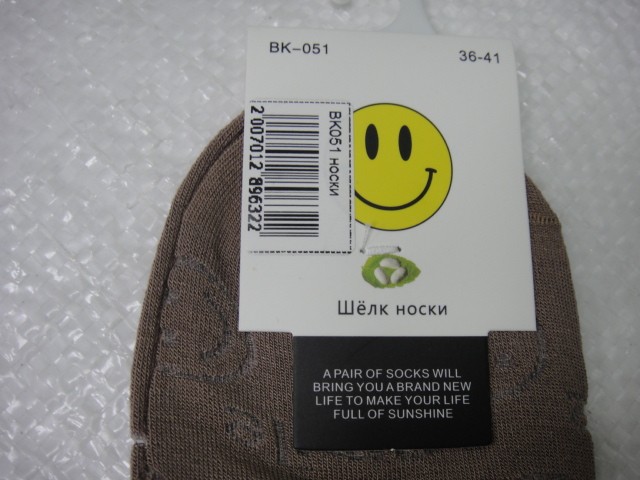 BK-051
36-41
BK051 носки
2 007012 896322
Шёлк носки
A PAIR OF SOCKS WILL
BRING YOU A BRAND NEW
LIFE TO MAKE YOUR LIFE
FULL OF SUNSHINE